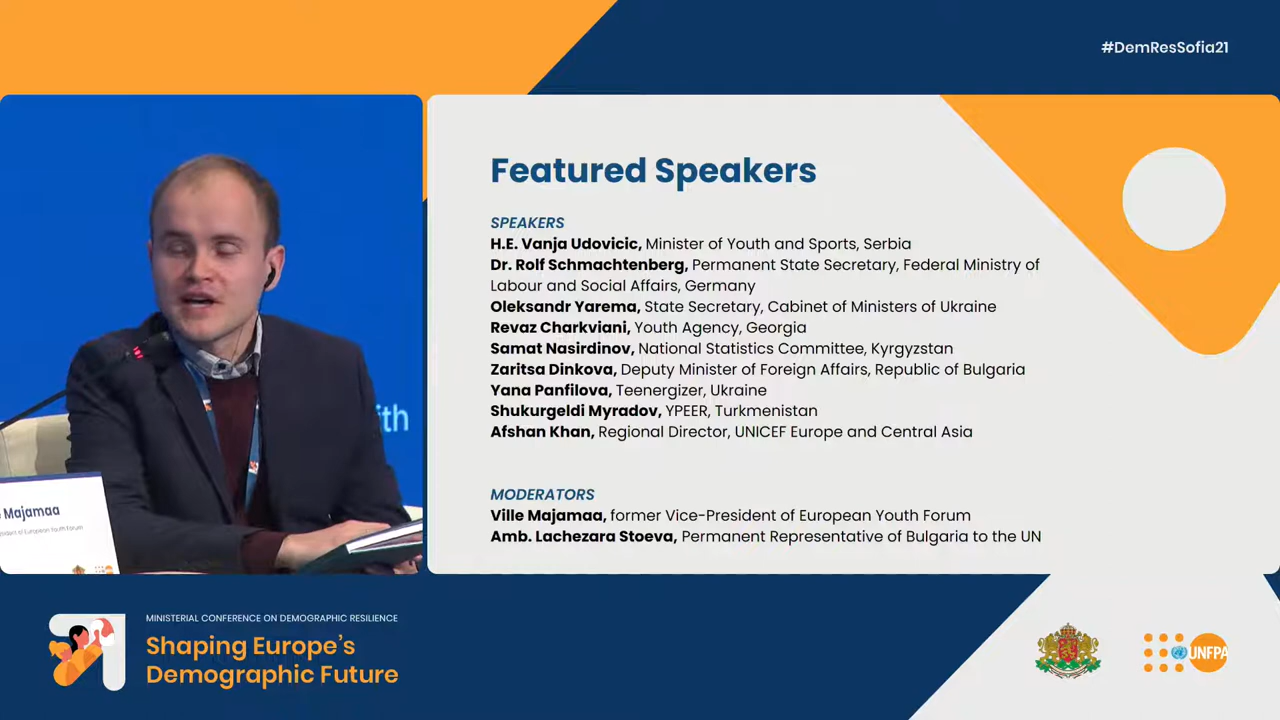 #DemResSofia21
Featured Speakers
SPEAKERS
H.E. Vanja Udovicic, Minister of Youth and Sports, Serbia
Dr. Rolf Schmachtenberg, Permanent State Secretary, Federal Ministry of
Labour and Social Affairs, Germany
Oleksandr Yarema, State Secretary, Cabinet of Ministers of Ukraine
Revaz Charkviani, Youth Agency, Georgia
Samat Nasirdinov, National Statistics Committee, Kyrgyzstan
Zaritsa Dinkova, Deputy Minister of Foreign Affairs, Republic of Bulgaria
Yana Panfilova, Teenergizer, Ukraine
Shukurgeldi Myradov, YPEER, Turkmenistan
Afshan Khan, Regional Director, UNICEF Europe and Central Asia
MODERATORS
Ville Majamaa, former Vice-President of European Youth Forum
Amb. Lachezara Stoeva, Permanent Representative of Bulgaria to the UN
ith
Majamaa
of European Youth Forum
MINISTERIAL CONFERENCE ON DEMOGRAPHIC RESILIENCE
Shaping Europe's
Demographic Future
UNFPA